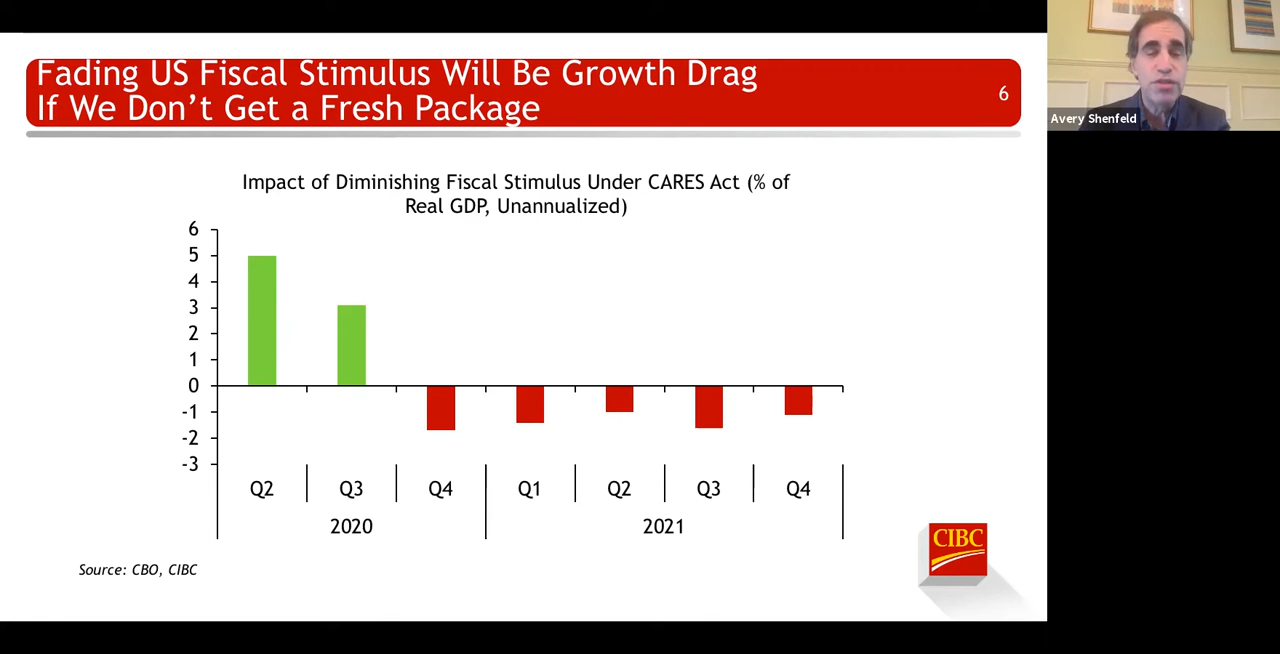 Fading US Fiscal Stimulus Will Be Growth Drag
If We Don't Get a Fresh Package
6
Avery Shenfeld
Impact of Diminishing Fiscal Stimulus Under CARES Act (% of
Real GDP, Unannualized)
6
5
4
3
2
1
0
-1
-2
-3
Q2 Q3 Q4 Q1 Q2 Q3 Q4
2020 2021
CIBC
Source: CBO, CIBC